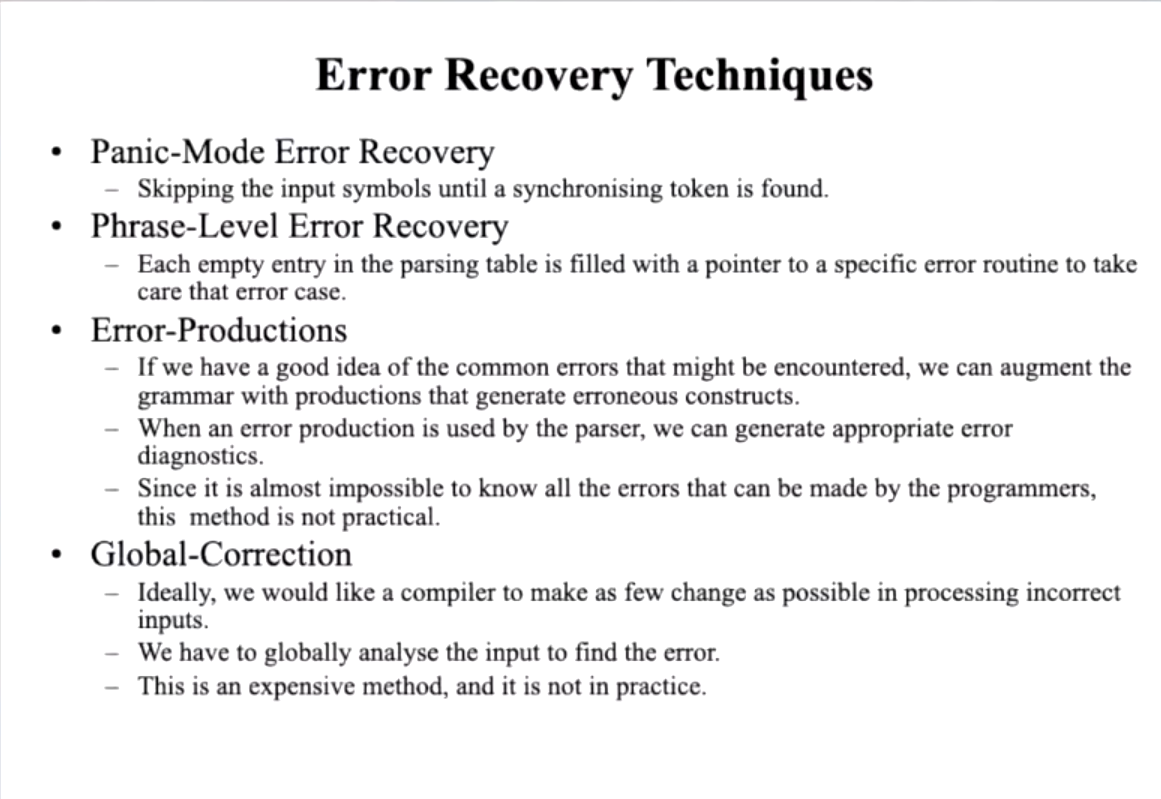 Error Recovery Techniques
• Panic-Mode Error Recovery
– Skipping the input symbols until a synchronising token is found.
• Phrase-Level Error Recovery
– Each empty entry in the parsing table is filled with a pointer to a specific error routine to take
care that error case.
• Error-Productions
– If we have a good idea of the common errors that might be encountered, we can augment the
grammar with productions that generate erroneous constructs.
– When an error production is used by the parser, we can generate appropriate error
diagnostics.
– Since it is almost impossible to know all the errors that can be made by the programmers,
this  method is not practical.
• Global-Correction
– Ideally, we would like a compiler to make as few change as possible in processing incorrect
inputs.
– We have to globally analyse the input to find the error.
– This is an expensive method, and it is not in practice.